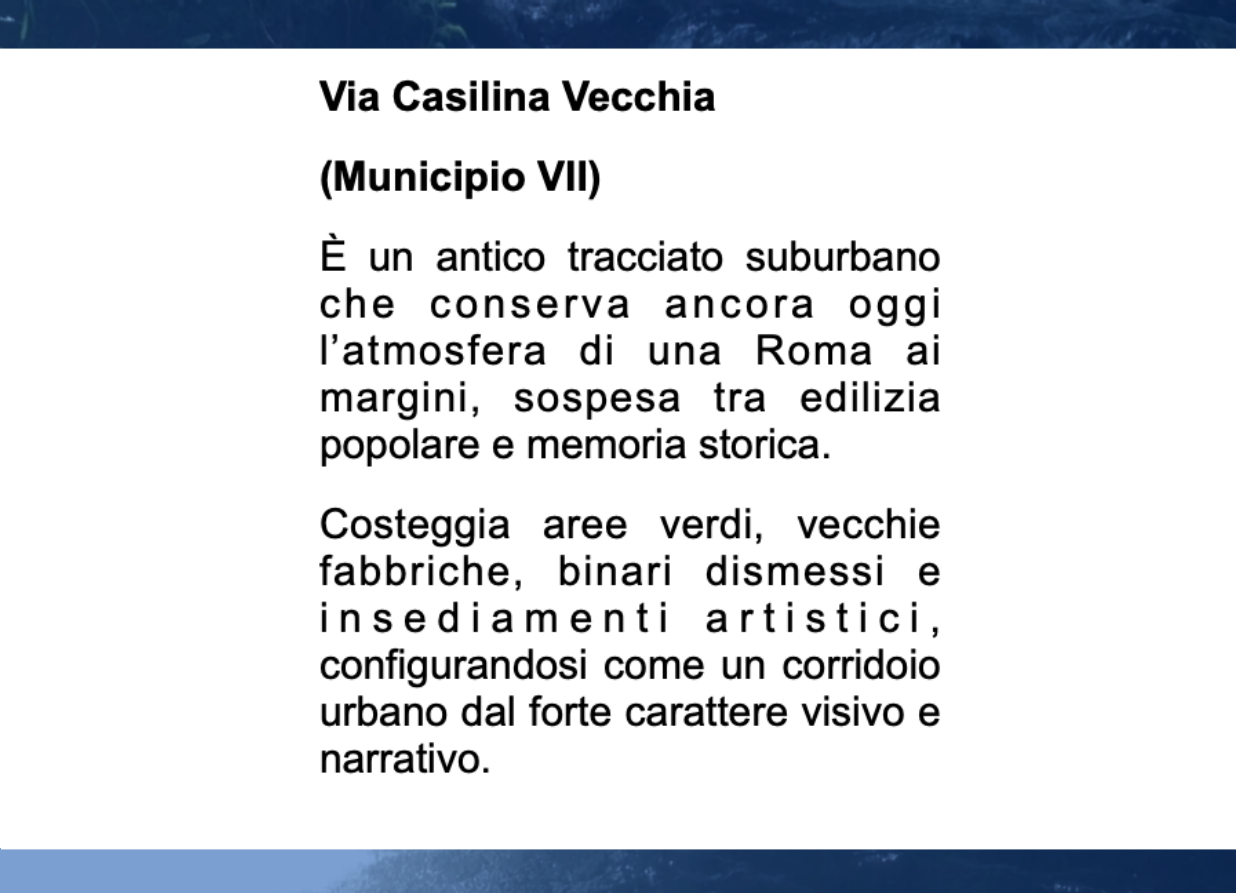 Via Casilina Vecchia
(Municipio VII)
È un antico tracciato suburbano
che conserva ancora oggi
l’atmosfera di una Roma ai
margini, sospesa tra edilizia
popolare e memoria storica.
Costeggia aree verdi, vecchie
fabbriche, binari dismessi e
insediamenti artistici,
configurandosi come un corridoio
urbano dal forte carattere visivo e
narrativo.